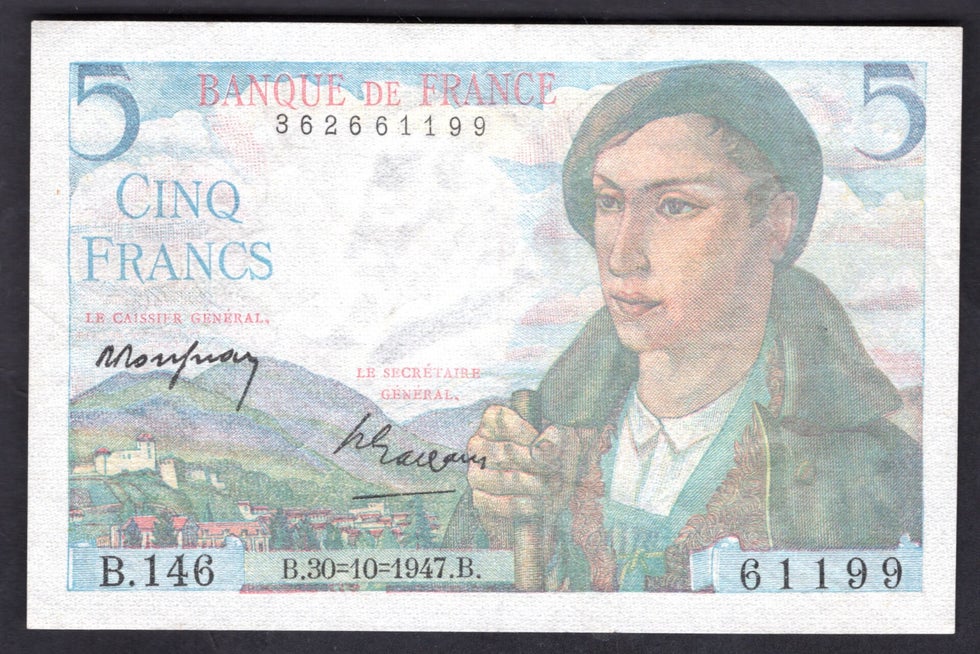 5 BANQUE DE FRANCE 5
362661199
CINQ
FRANCS
LE CAISSIER GÉNÉRAL,
LE SECRÉTAIRE
GÉNÉRAL,
B.146 B.30=10=1947.B. 61199